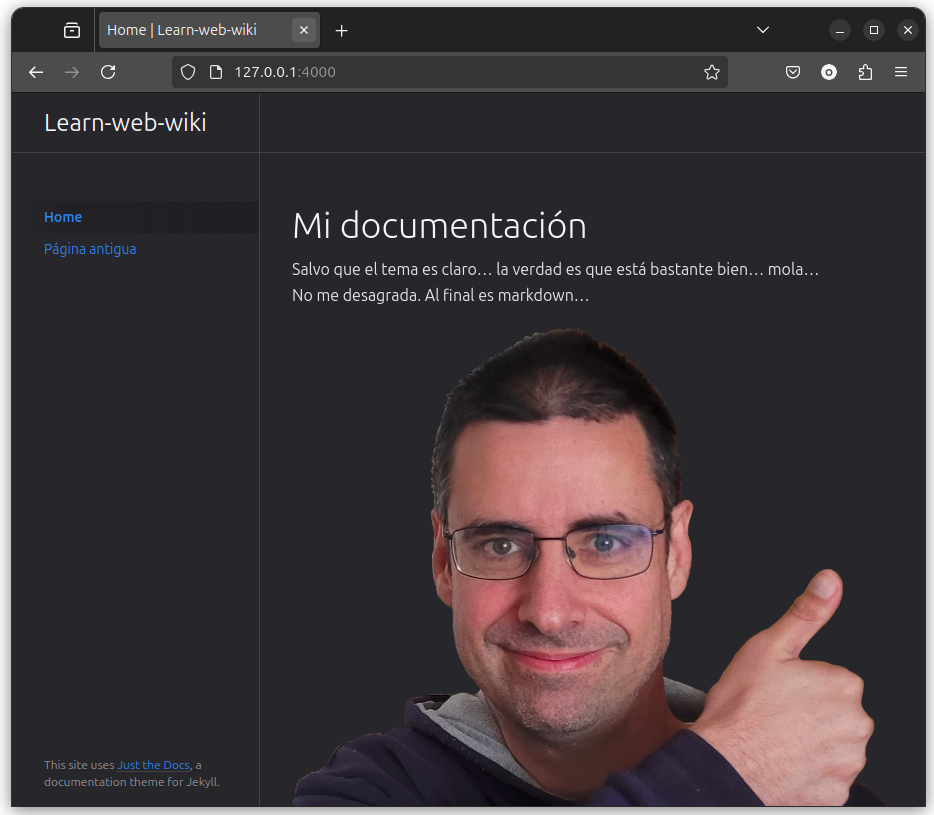 Home | Learn-web-wiki
127.0.0.1:4000
Learn-web-wiki
Home
Página antigua
Mi documentación
Salvo que el tema es claro… la verdad es que está bastante bien… mola…
No me desagrada. Al final es markdown…
This site uses Just the Docs, a
documentation theme for Jekyll.